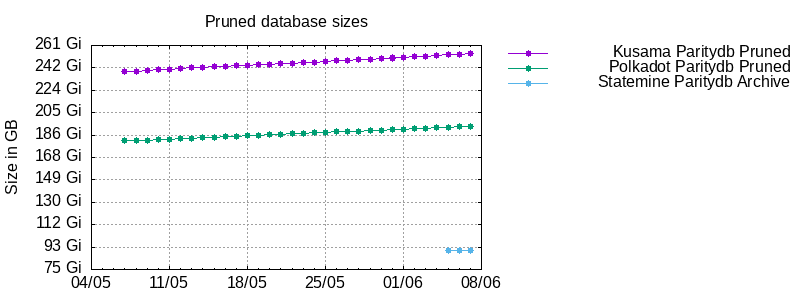 Pruned database sizes
261 Gi
242 Gi
224 Gi
205 Gi
186 Gi
168 Gi
149 Gi
130 Gi
112 Gi
93 Gi
75 Gi
Size in GB
04/05
11/05
18/05
25/05
01/06
08/06
Kusama Paritydb Pruned
Polkadot Paritydb Pruned
Statemine Paritydb Archive